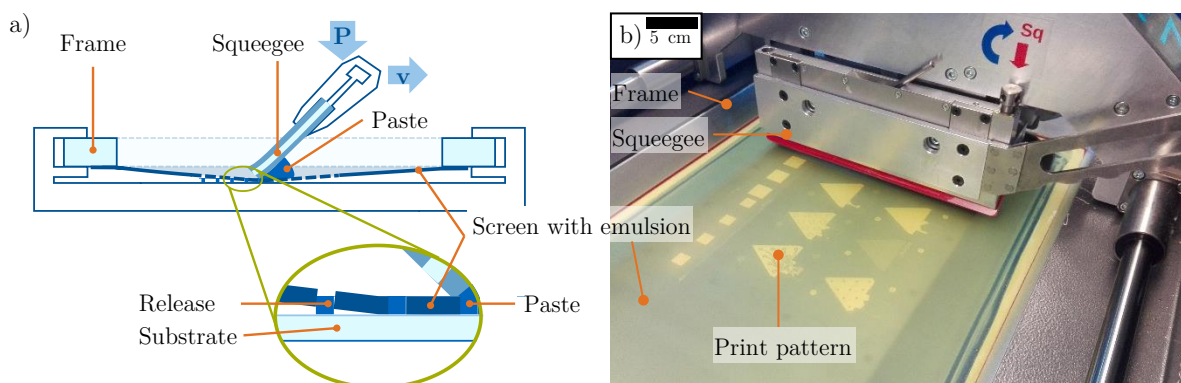 a)
Frame
Squeegee
P
v
Paste
Screen with emulsion
Release
Substrate
Paste
b)
5 cm
Sq
Frame
Squeegee
Print pattern